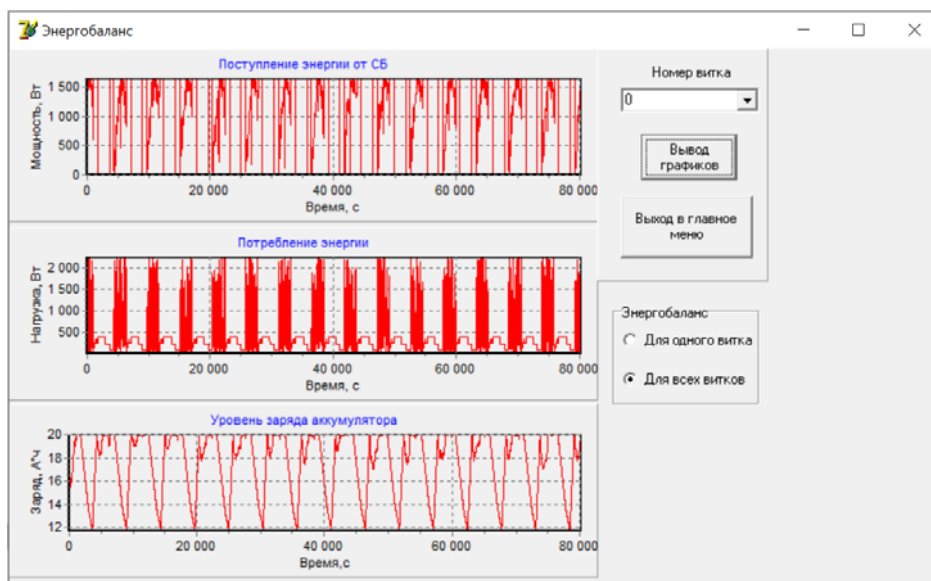 Энергобаланс
Поступление энергии от СБ
Мощность, Вт
1 500
1 000
500
0
0 20 000 40 000 60 000 80 000
Время, с
Потребление энергии
Нагрузка, Вт
2 000
1 500
1 000
500
0 20 000 40 000 60 000 80 000
Время, с
Уровень заряда аккумулятора
Заряд, А*ч
20
18
16
14
12
0 20 000 40 000 60 000 80 000
Время,с
Номер витка
0
Вывод
графиков
Выход в главное
меню
Энергобаланс
Для одного витка
Для всех витков